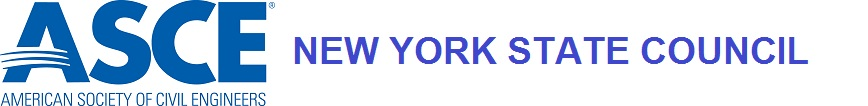 ASCE®
NEW YORK STATE COUNCIL
AMERICAN SOCIETY OF CIVIL ENGINEERS